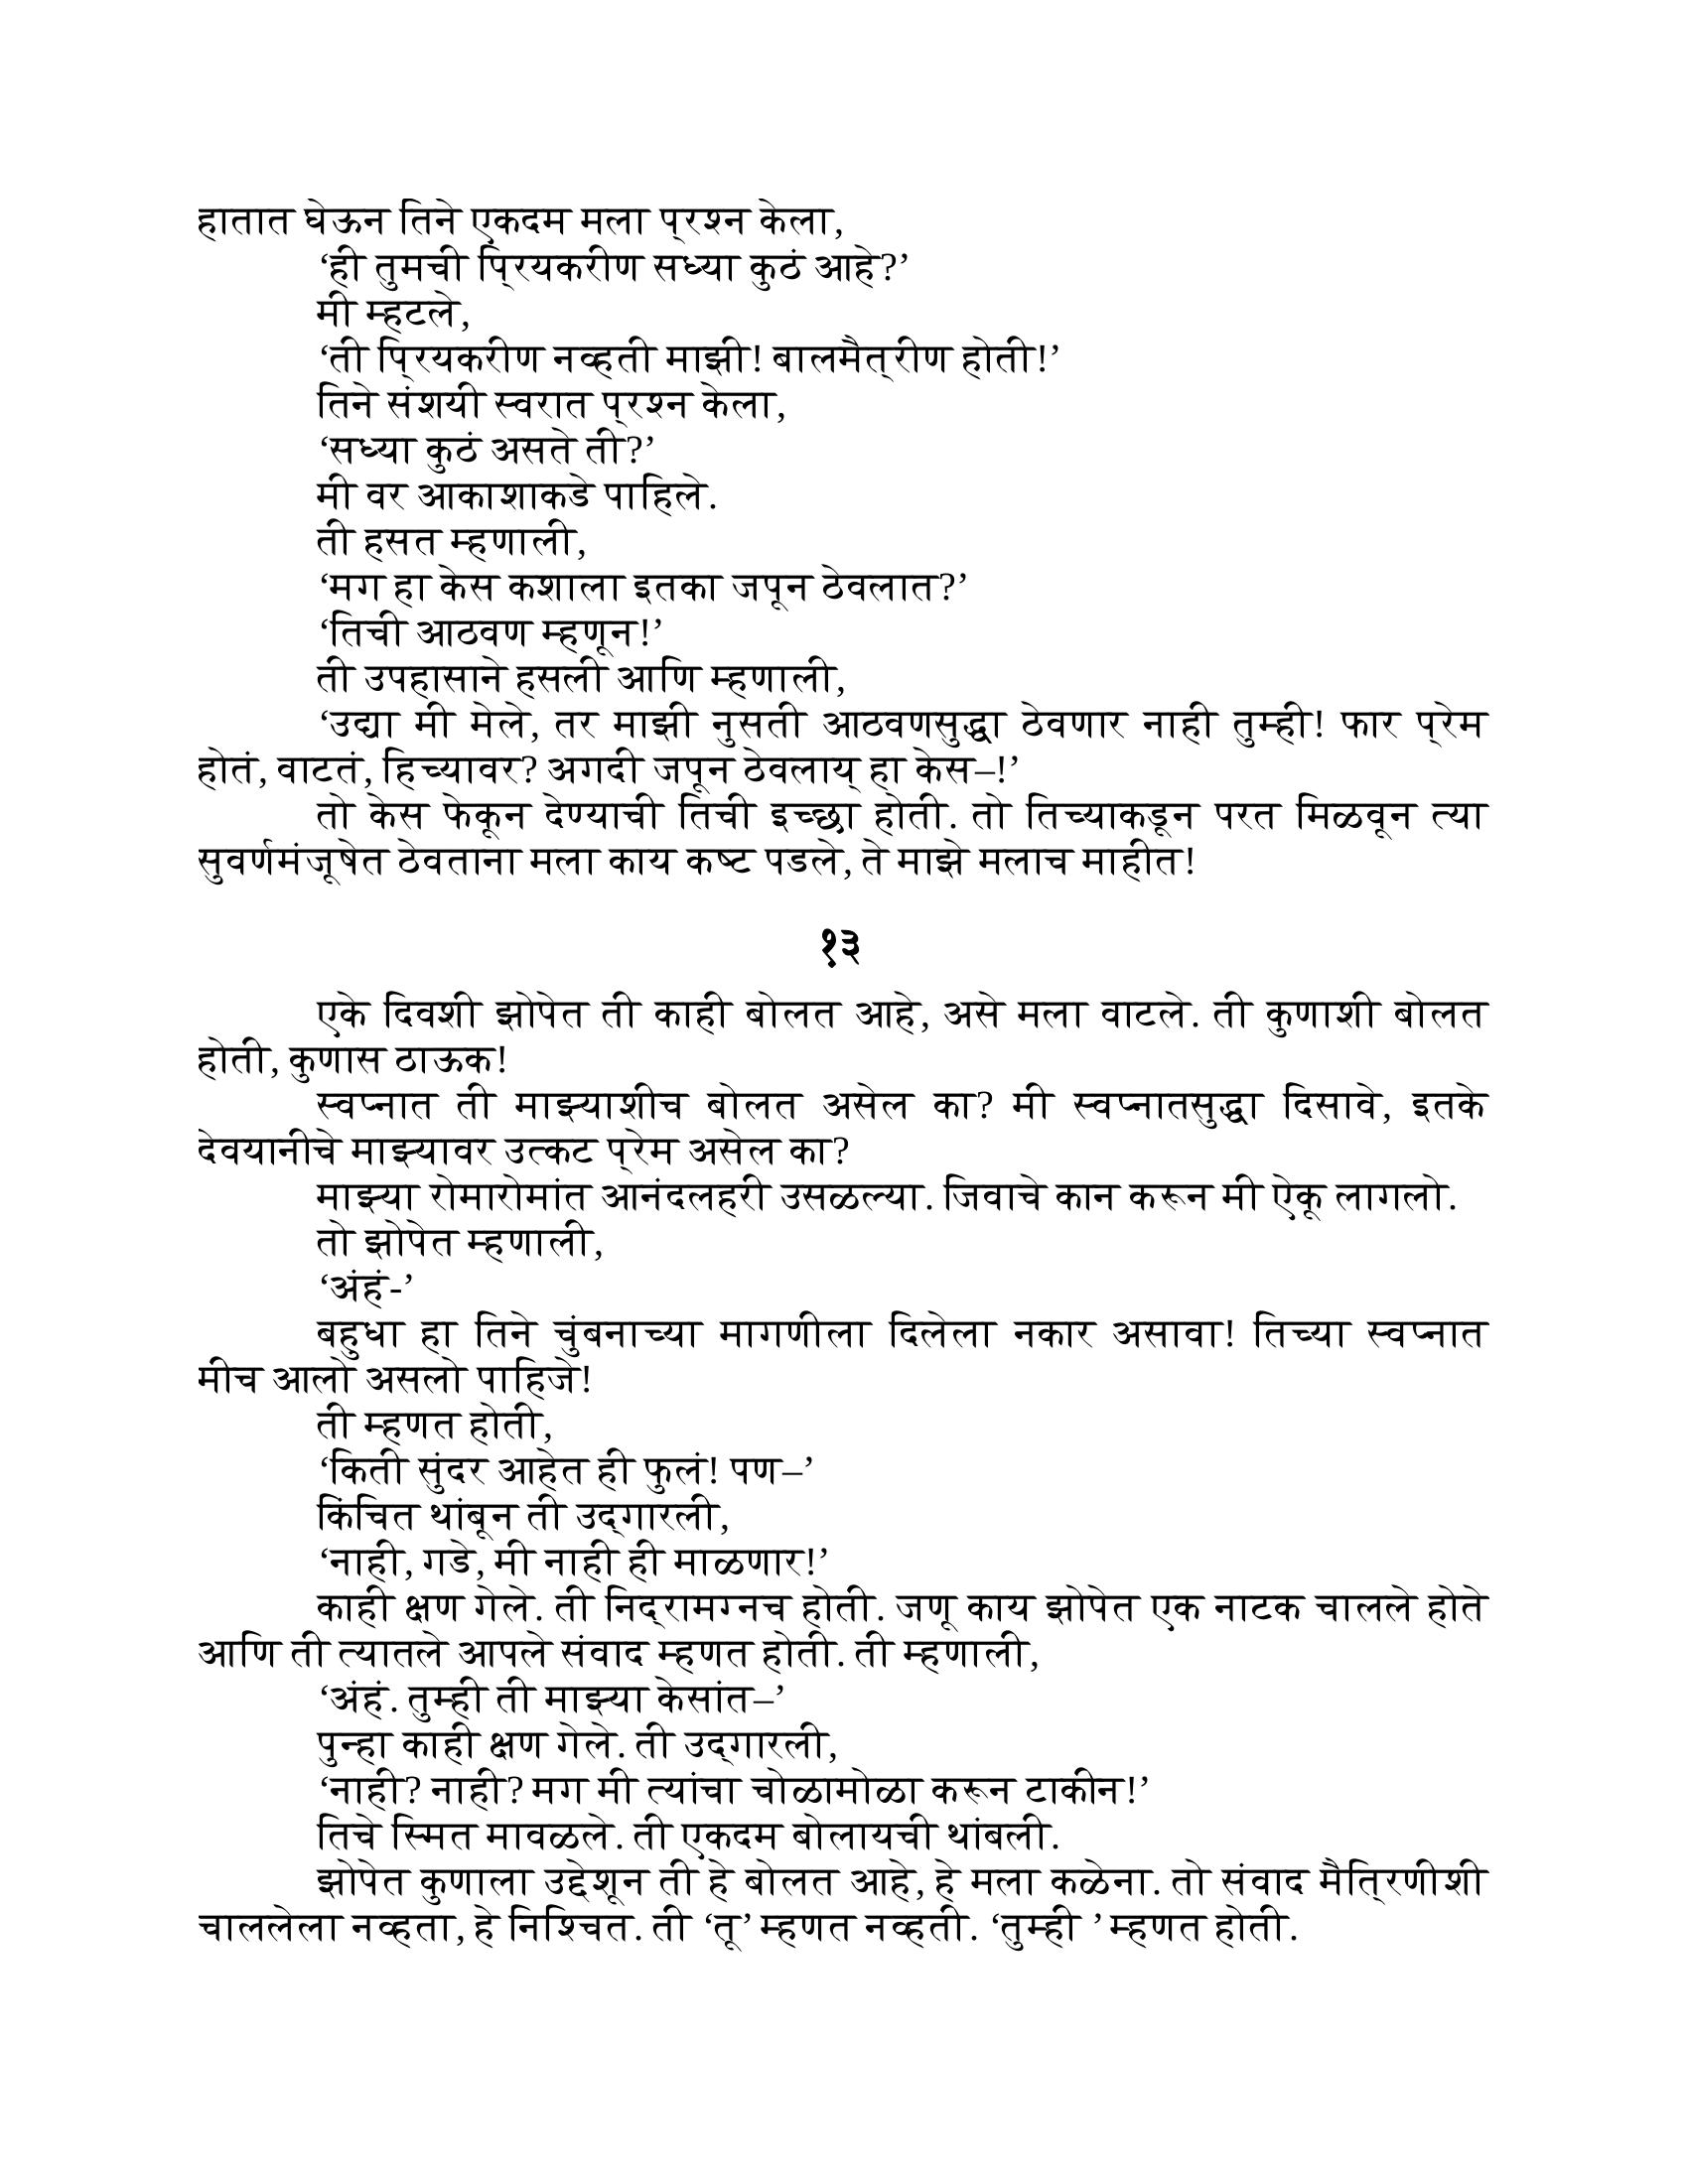 हातात घेऊन तिने एकदम मला प्रश्न केला,
‘ही तुमची प्रियकरीण सध्या कुठं आहे?’
मी म्हटले,
‘ती प्रियकरीण नव्हती माझी! बालमैत्रीण होती!’
तिने संशयी स्वरात प्रश्न केला,
‘सध्या कुठं असते ती?’
मी वर आकाशाकडे पाहिले.
ती हसत म्हणाली,
‘मग हा केस कशाला इतका जपून ठेवलात?’
‘तिची आठवण म्हणून!’
ती उपहासाने हसली आणि म्हणाली,
‘उद्या मी मेले, तर माझी नुसती आठवणसुद्धा ठेवणार नाही तुम्ही! फार प्रेम
होतं, वाटतं, हिच्यावर? अगदी जपून ठेवलाय् हा केस–!’
तो केस फेकून देण्याची तिची इच्छा होती. तो तिच्याकडून परत मिळवून त्या
सुवर्णमंजूषेत ठेवताना मला काय कष्ट पडले, ते माझे मलाच माहीत!
१३
एके दिवशी झोपेत ती काही बोलत आहे, असे मला वाटले. ती कुणाशी बोलत
होती, कुणास ठाऊक!
स्वप्नात ती माझ्याशीच बोलत असेल का? मी स्वप्नातसुद्धा दिसावे, इतके
देवयानीचे माझ्यावर उत्कट प्रेम असेल का?
माझ्या रोमारोमांत आनंदलहरी उसळल्या. जिवाचे कान करून मी ऐकू लागलो.
तो झोपेत म्हणाली,
‘अंहं-’
बहुधा हा तिने चुंबनाच्या मागणीला दिलेला नकार असावा! तिच्या स्वप्नात
मीच आलो असलो पाहिजे!
ती म्हणत होती,
‘किती सुंदर आहेत ही फुलं! पण–’
किंचित थांबून ती उद्‌गारली,
‘नाही, गडे, मी नाही ही माळणार!’
काही क्षण गेले. ती निद्रामग्नच होती. जणू काय झोपेत एक नाटक चालले होते
आणि ती त्यातले आपले संवाद म्हणत होती. ती म्हणाली,
‘अंहं. तुम्ही ती माझ्या केसांत–’
पुन्हा काही क्षण गेले. ती उद्‌गारली,
‘नाही? नाही? मग मी त्यांचा चोळामोळा करून टाकीन!’
तिचे स्मित मावळले. ती एकदम बोलायची थांबली.
झोपेत कुणाला उद्देशून ती हे बोलत आहे, हे मला कळेना. तो संवाद मैत्रिणीशी
चाललेला नव्हता, हे निश्चित. ती ‘तू’ म्हणत नव्हती. ‘तुम्ही ’ म्हणत होती.